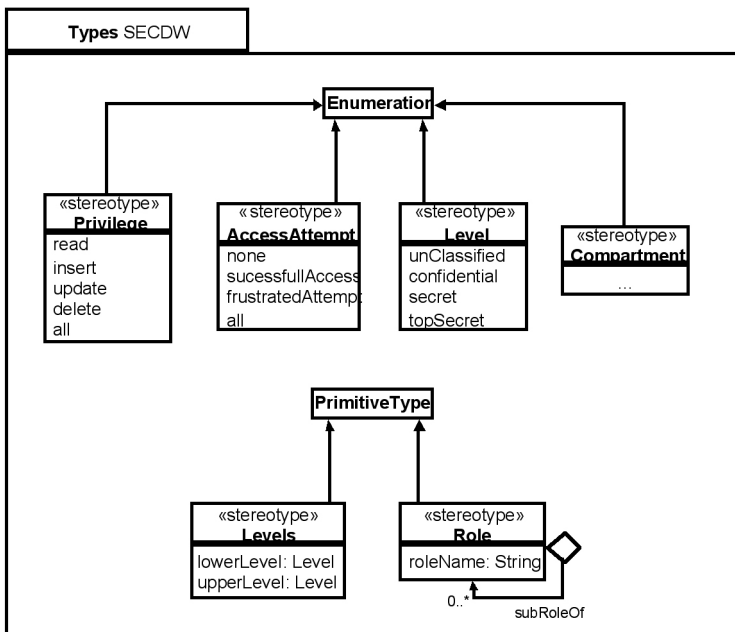 Types SECDW
Enumeration
«stereotype»
Privilege
read
insert
update
delete
all
«stereotype»
AccessAttempt
none
sucessfullAccess
frustratedAttempt
all
«stereotype»
Level
unClassified
confidential
secret
topSecret
«stereotype»
Compartment
...
PrimitiveType
«stereotype»
Levels
lowerLevel: Level
upperLevel: Level
«stereotype»
Role
roleName: String
0..*
subRoleOf